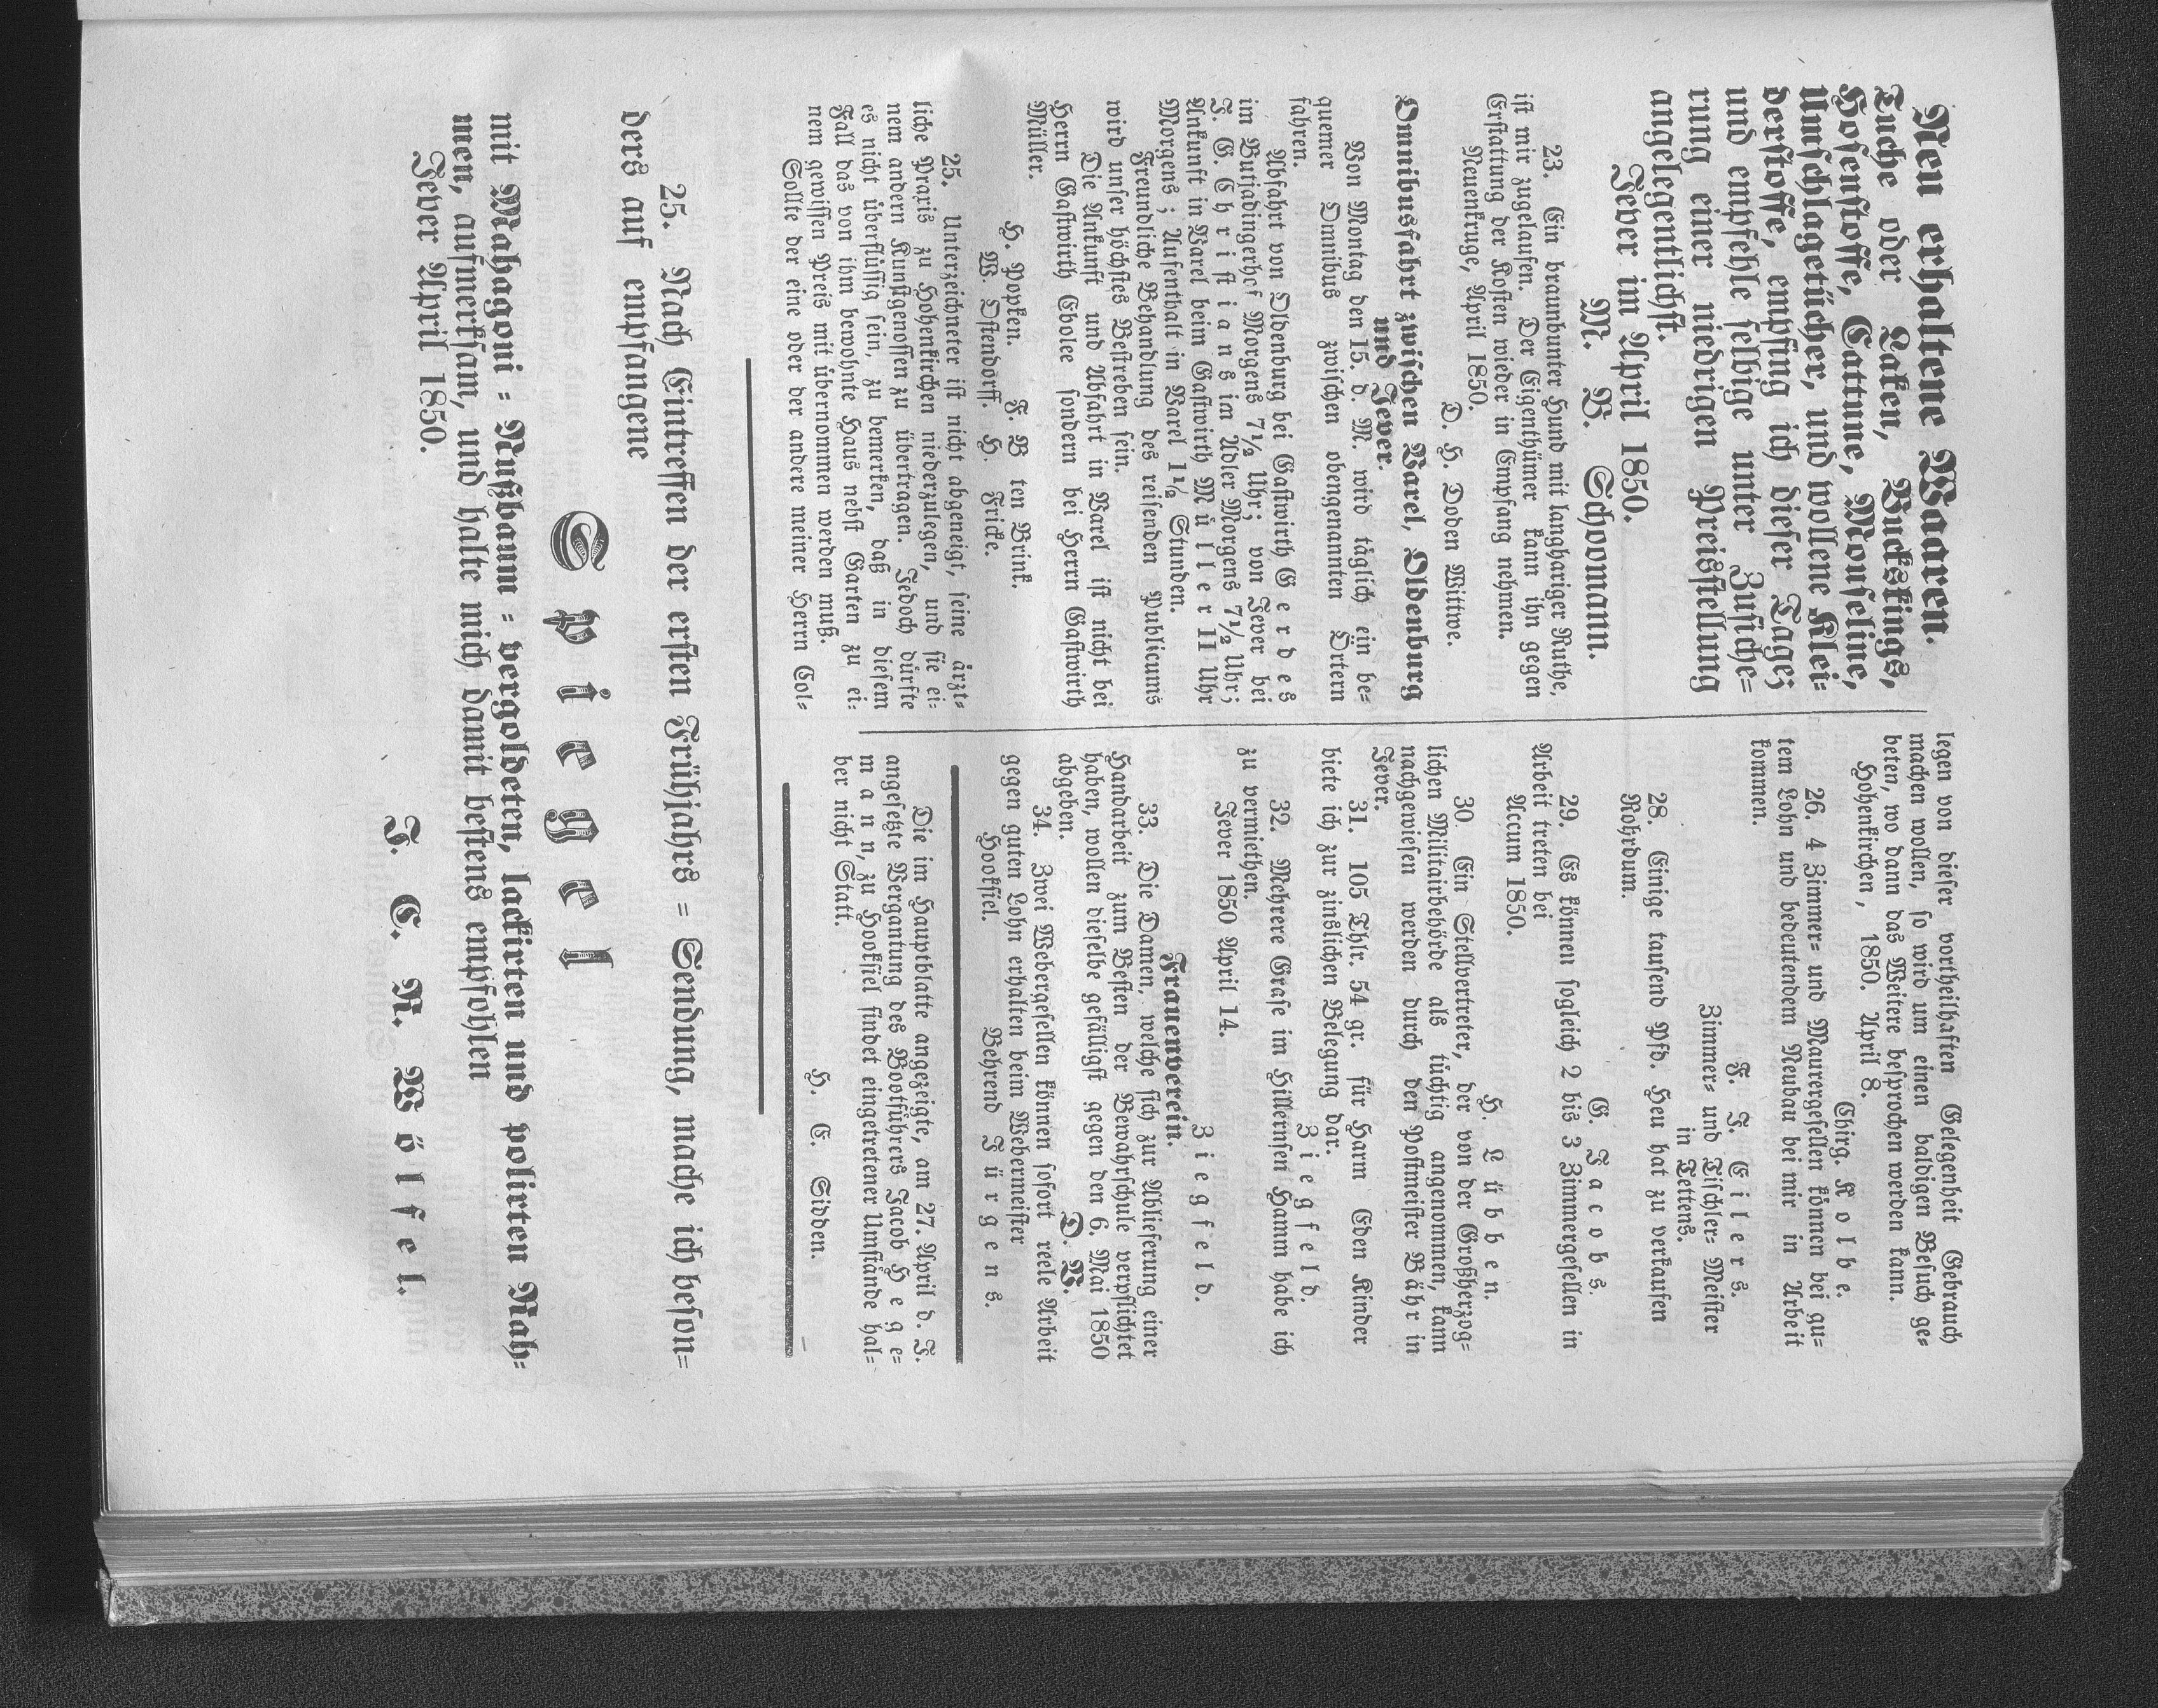 Neu erhaltene Waaren.
Tuche oder Laken, Buckskings,
Hosenstoffe, Cattune, Mouseline,
Umschlagetücher, und wollene Klei-
derstoffe, empfing ich dieser Tage;
und empfehle selbige unter Zusiche-
rung einer niedrigen Preisstellung
angelegentlichst.
Jever im April 1850.
M. B. Schoomann.
23. Ein braunbunter Hund mit langhariger Ruthe,
ist mir zugelaufen. Der Eigenthümer kann ihn gegen
Erstattung der Kosten wieder in Empfang nehmen.
Neuenkruge, April 1850.
D. H. Doden Wittwe.
Omnibusfahrt zwischen Varel, Oldenburg
und Jever.
Von Montag den 15. d. M. wird täglich ein be-
quemer Omnibus zwischen obengenannten Örtern
fahren.
Abfahrt von Oldenburg bei Gastwirth Gerdes
im Butjadingerhof Morgens 7½ Uhr; von Jever bei
J. G. Christians im Adler Morgens 7½ Uhr;
Ankunft in Varel beim Gastwirth Müller 11 Uhr
Morgens; Aufenthalt in Varel 1½ Stunden.
Freundliche Behandlung des reisenden Publicums
wird unser höchstes Bestreben sein.
Die Ankunft und Abfahrt in Varel ist nicht bei
Herrn Gastwirth Eholee sondern bei Herrn Gastwirth
Müller.
H. Popken. F. B ten Brink.
W. Ostendorff. H. Fricke.
25. Unterzeichneter ist nicht abgeneigt, seine ärzt-
liche Praxis zu Hohenkirchen niederzulegen, und sie ei-
nem andern Kunstgenossen zu übertragen. Jedoch dürfte
es nicht überflüssig sein, zu bemerken, daß in diesem
Fall das von ihm bewohnte Haus nebst Garten zu ei-
nem gewissen Preis mit übernommen werden muß.
Sollte der eine oder der andere meiner Herrn Col-
legen von dieser vortheilhaften Gelegenheit Gebrauch
machen wollen, so wird um einen baldigen Besuch ge-
beten, wo dann das Weitere besprochen werden kann.
Hohenkirchen, 1850. April 8.
Chirg. Kolbe.
26. 4 Zimmer- und Maurergesellen können bei gu-
tem Lohn und bedeutendem Neubau bei mir in Arbeit
kommen.
F. J. Eilers.
Zimmer- und Tischler- Meister
in Tettens.
28. Einige tausend Pfd. Heu hat zu verkaufen
Rohrdum.
G. Jacobs.
29. Es können sogleich 2 bis 3 Zimmergesellen in
Arbeit treten bei
Accum 1850.
H. Lübben.
30. Ein Stellvertreter, der von der Großherzog-
lichen Militairbehörde als tüchtig angenommen, kann
nachgewiesen werden durch den Postmeister Bähr in
Jever.
31. 105 Thlr. 54 gr. für Harm Eben Kinder
biete ich zur zinslichen Belegung dar.
Ziegfeld.
32. Mehrere Grase im Hillernsen Hamm habe ich
zu vermiethen.
Jever 1850 April 14.
Ziegfeld.
Frauenverein.
33. Die Damen, welche sich zur Ablieferung einer
Handarbeit zum Besten der Bewahrschule verpflichtet
haben, wollen dieselbe gefälligst gegen den 6. Mai 1850
abgeben.
D. V.
34. Zwei Webergesellen können sofort reele Arbeit
gegen guten Lohn erhalten beim Webermeister
Hooksiel. Behrend Jürgens.
Die im Hauptblatte angezeigte, am 27. April d. J.
angesetzte Vergantung des Bootführers Jacob Hege-
mann, zu Hooksiel findet eingetretener Umstände hal-
ber nicht Statt.
H. C. Sidden.
25. Nach Eintreffen der ersten Frühjahrs-Sendung, mache ich beson-
ders auf empfangene
Spiegel
mit Mahagoni-Nußbaum-vergoldeten, lackirten und polirten Rah-
men, aufmerksam, und halte mich damit bestens empfohlen
Jever April 1850.
J. C. R. Wölfel.